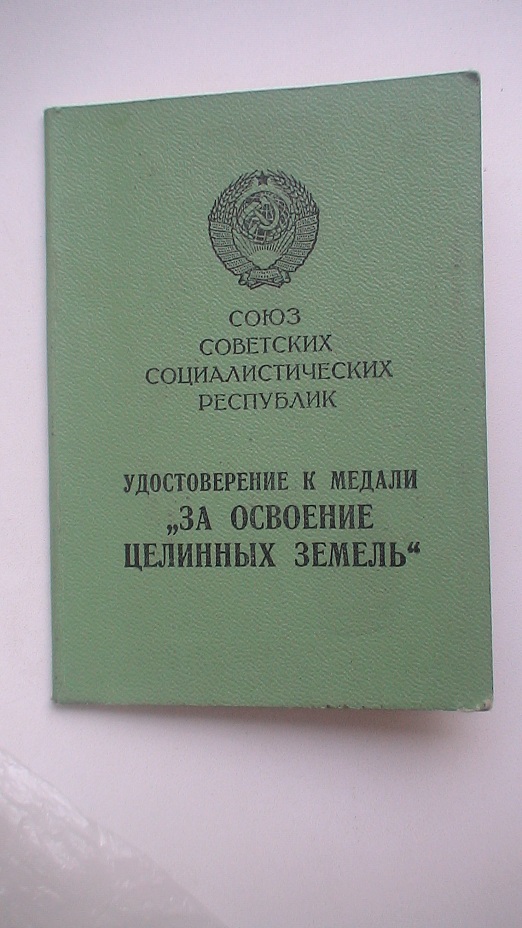 СОЮЗ
СОВЕТСКИХ
СОЦИАЛИСТИЧЕСКИХ
РЕСПУБЛИК
УДОСТОВЕРЕНИЕ К МЕДАЛИ
„ЗА ОСВОЕНИЕ
ЦЕЛИННЫХ ЗЕМЕЛЬ“